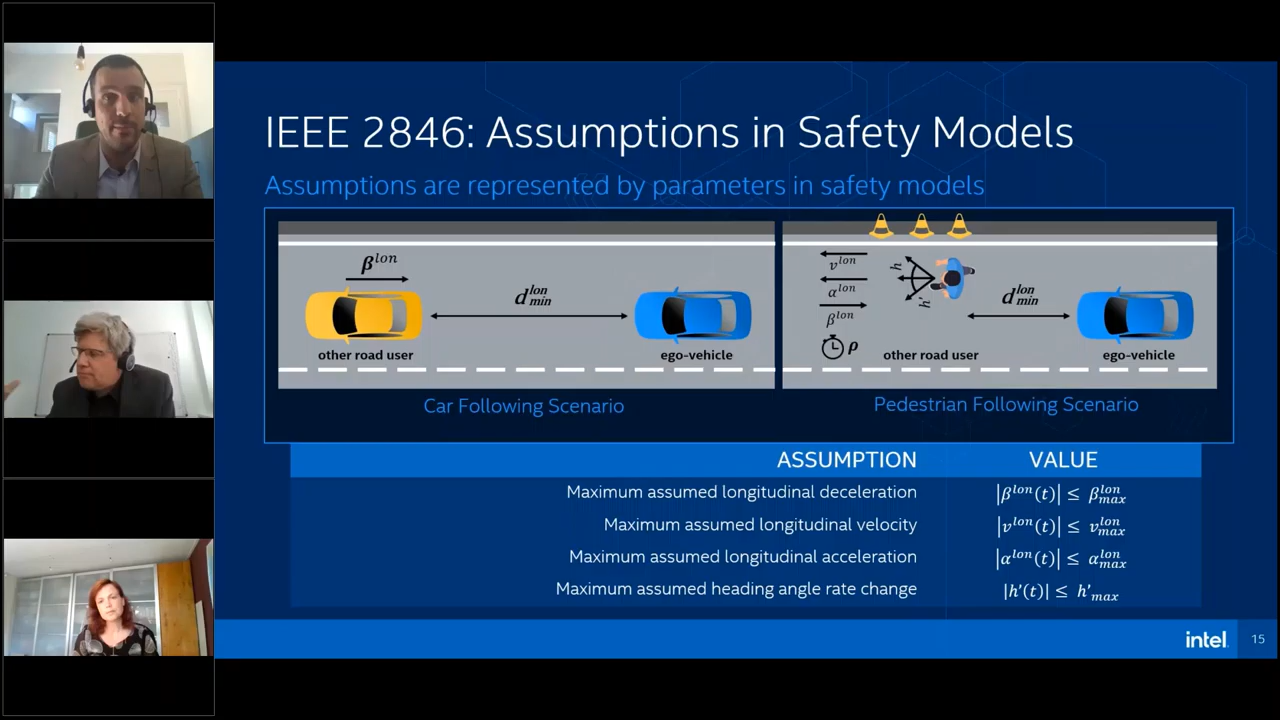 IEEE 2846: Assumptions in Safety Models
Assumptions are represented by parameters in safety models
β^lon
d^lon_min
other road user
ego-vehicle
Car Following Scenario
v^lon
α^lon
β^lon
ρ
h
h'
d^lon_min
other road user
ego-vehicle
Pedestrian Following Scenario
ASSUMPTION VALUE
Maximum assumed longitudinal deceleration |β^lon(t)| ≤ β^lon_max
Maximum assumed longitudinal velocity |v^lon(t)| ≤ v^lon_max
Maximum assumed longitudinal acceleration |α^lon(t)| ≤ α^lon_max
Maximum assumed heading angle rate change |h'(t)| ≤ h'_max
intel. 15